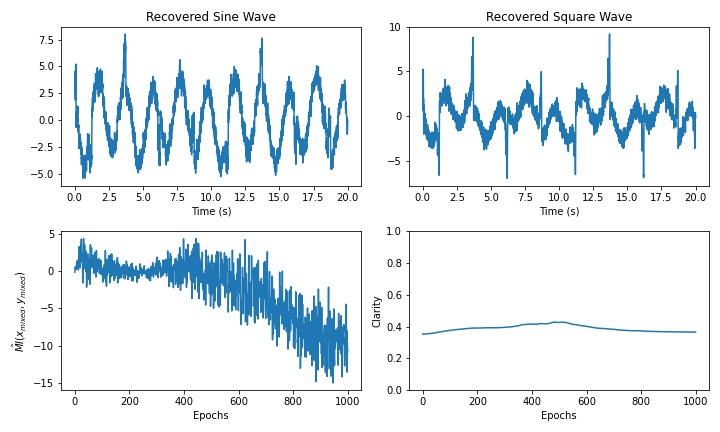 Recovered Sine Wave
7.5
5.0
2.5
0.0
−2.5
−5.0
0.0 2.5 5.0 7.5 10.0 12.5 15.0 17.5 20.0
Time (s)
Recovered Square Wave
10
5
0
−5
0.0 2.5 5.0 7.5 10.0 12.5 15.0 17.5 20.0
Time (s)
M̂I(x_mixed, y_mixed)
5
0
−5
−10
−15
0 200 400 600 800 1000
Epochs
Clarity
1.0
0.8
0.6
0.4
0.2
0.0
0 200 400 600 800 1000
Epochs